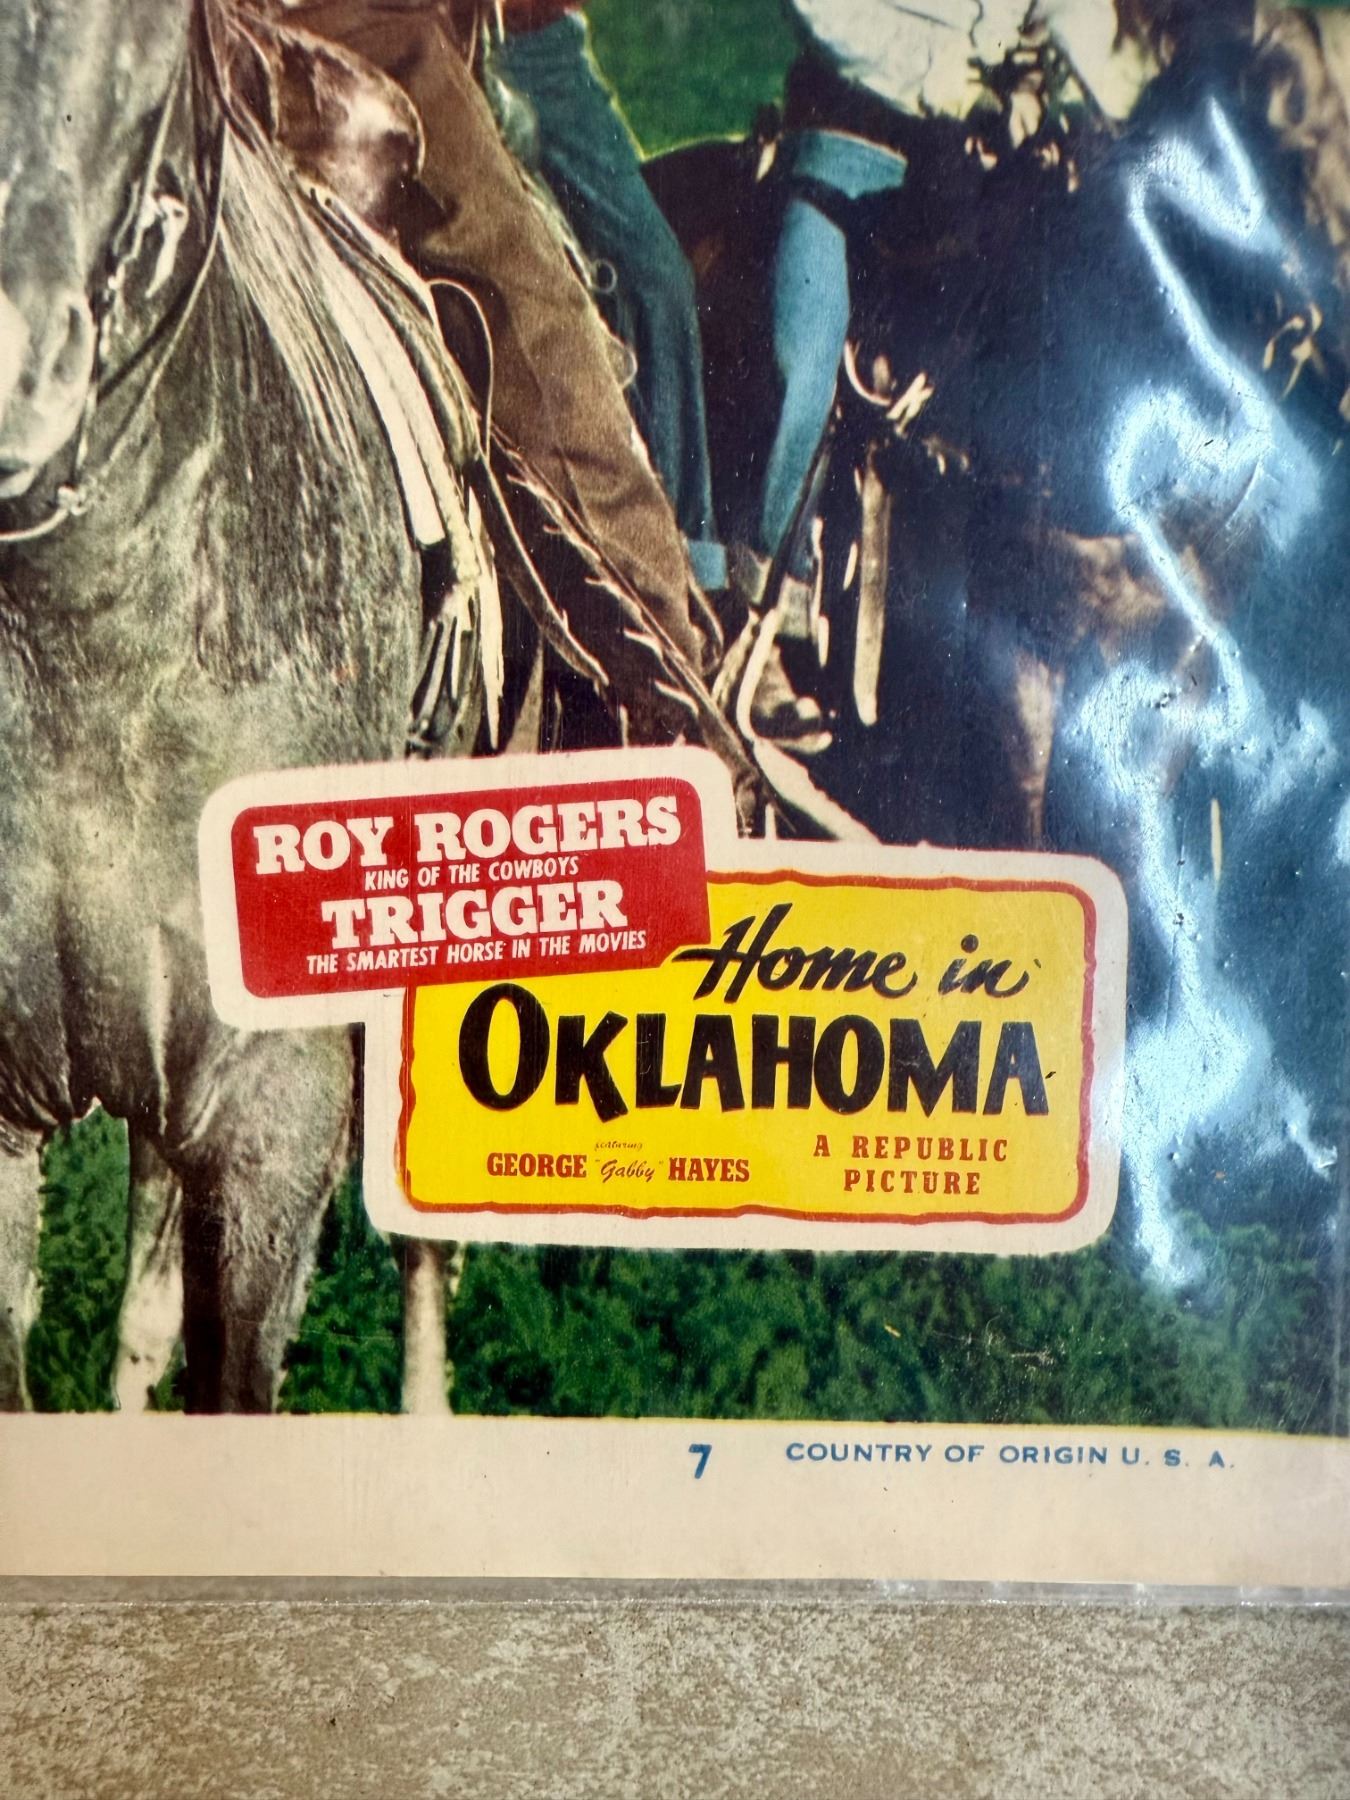 ROY ROGERS
KING OF THE COWBOYS
TRIGGER
THE SMARTEST HORSE IN THE MOVIES
Home in
OKLAHOMA
featuring
GEORGE "Gabby" HAYES
A REPUBLIC
PICTURE
7 COUNTRY OF ORIGIN U. S. A.